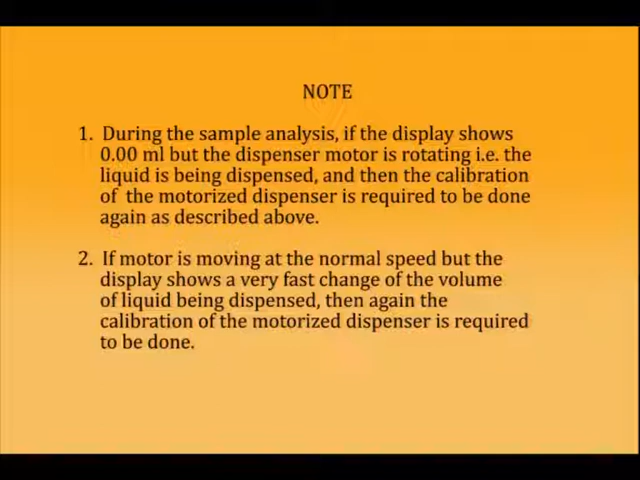 NOTE
1. During the sample analysis, if the display shows
0.00 ml but the dispenser motor is rotating i.e. the
liquid is being dispensed, and then the calibration
of the motorized dispenser is required to be done
again as described above.
2. If motor is moving at the normal speed but the
display shows a very fast change of the volume
of liquid being dispensed, then again the
calibration of the motorized dispenser is required
to be done.